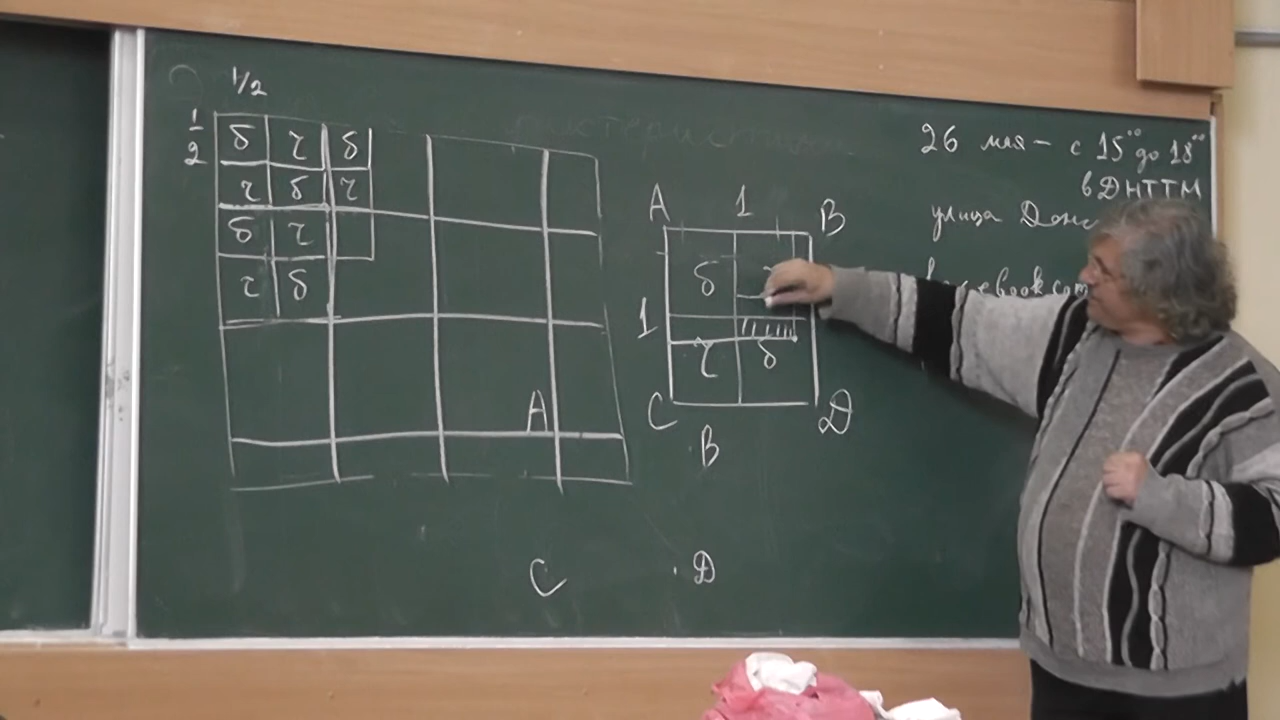 1/2
1/2
б ч б
ч б ч
б ч
ч б
A
A 1 B
б
1
ч б
C Д
B
C Д
26 мая - с 15⁰⁰ до 18⁰⁰
в ДНТТМ
улица